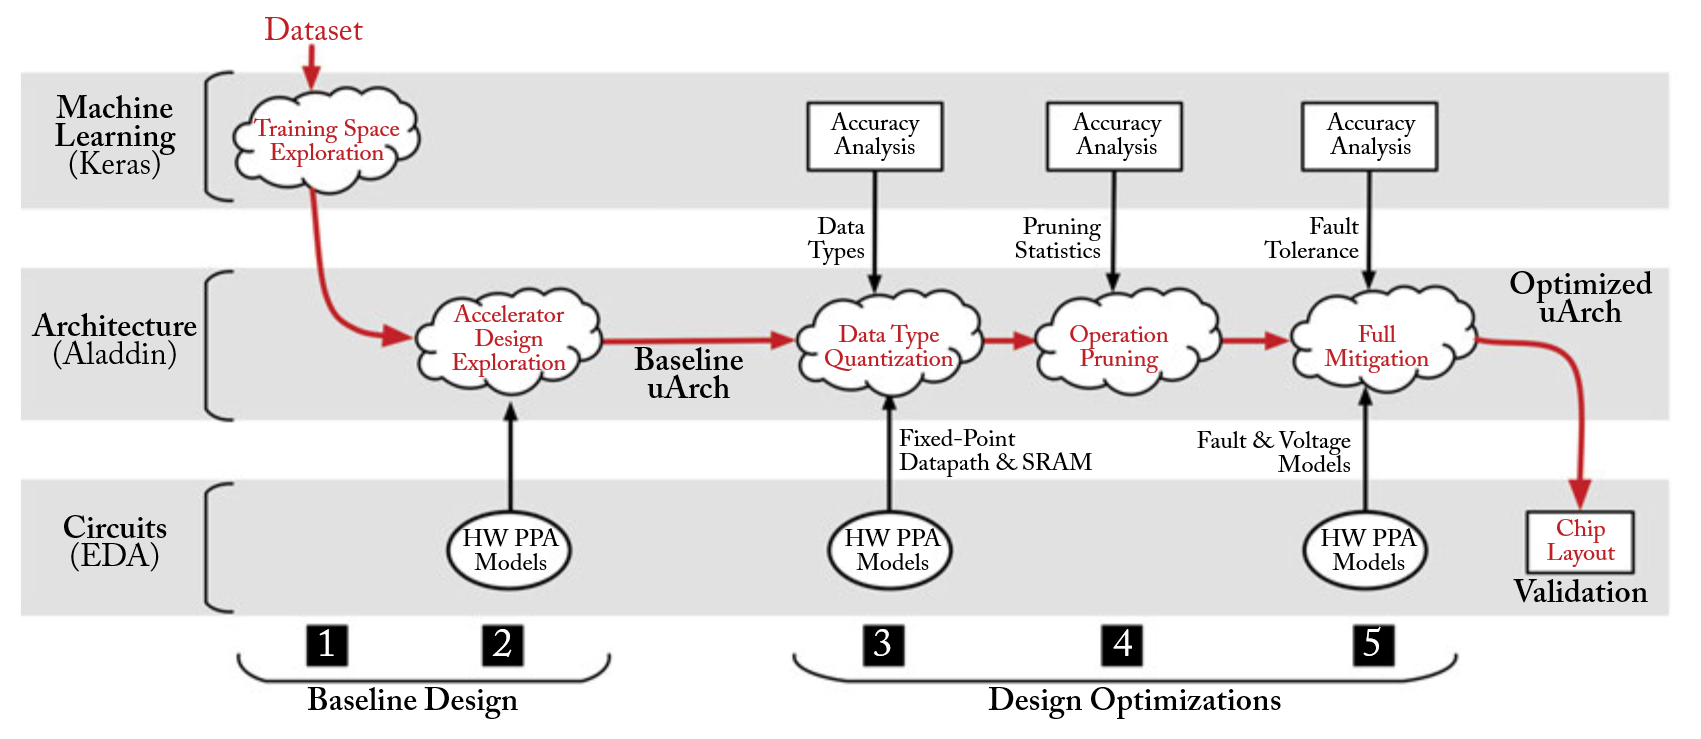 Dataset
Machine
Learning
(Keras)
Training Space
Exploration
Accuracy
Analysis
Accuracy
Analysis
Accuracy
Analysis
Data
Types
Pruning
Statistics
Fault
Tolerance
Architecture
(Aladdin)
Accelerator
Design
Exploration
Baseline
uArch
Data Type
Quantization
Operation
Pruning
Full
Mitigation
Optimized
uArch
Fixed-Point
Datapath & SRAM
Fault & Voltage
Models
Circuits
(EDA)
HW PPA
Models
HW PPA
Models
HW PPA
Models
Chip
Layout
Validation
1
2
3
4
5
Baseline Design
Design Optimizations